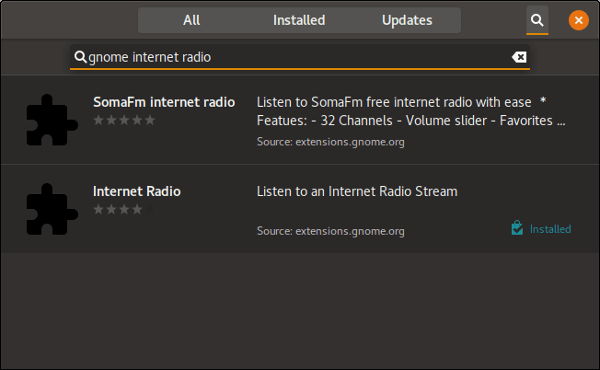 All Installed Updates
gnome internet radio
SomaFm internet radio Listen to SomaFm free internet radio with ease *
Featues: - 32 Channels - Volume slider - Favorites ...
Source: extensions.gnome.org
Internet Radio Listen to an Internet Radio Stream
Source: extensions.gnome.org Installed